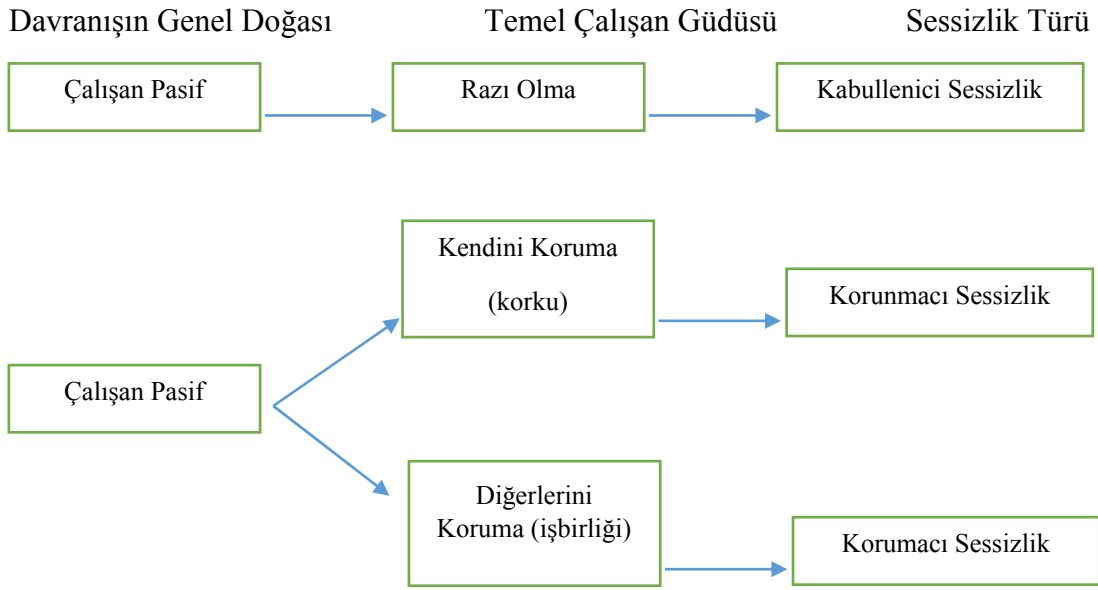 Davranışın Genel Doğası Temel Çalışan Güdüsü Sessizlik Türü
Çalışan Pasif Razı Olma Kabullenici Sessizlik
Kendini Koruma
(korku)
Korunmacı Sessizlik
Çalışan Pasif
Diğerlerini
Koruma (işbirliği)
Korumacı Sessizlik